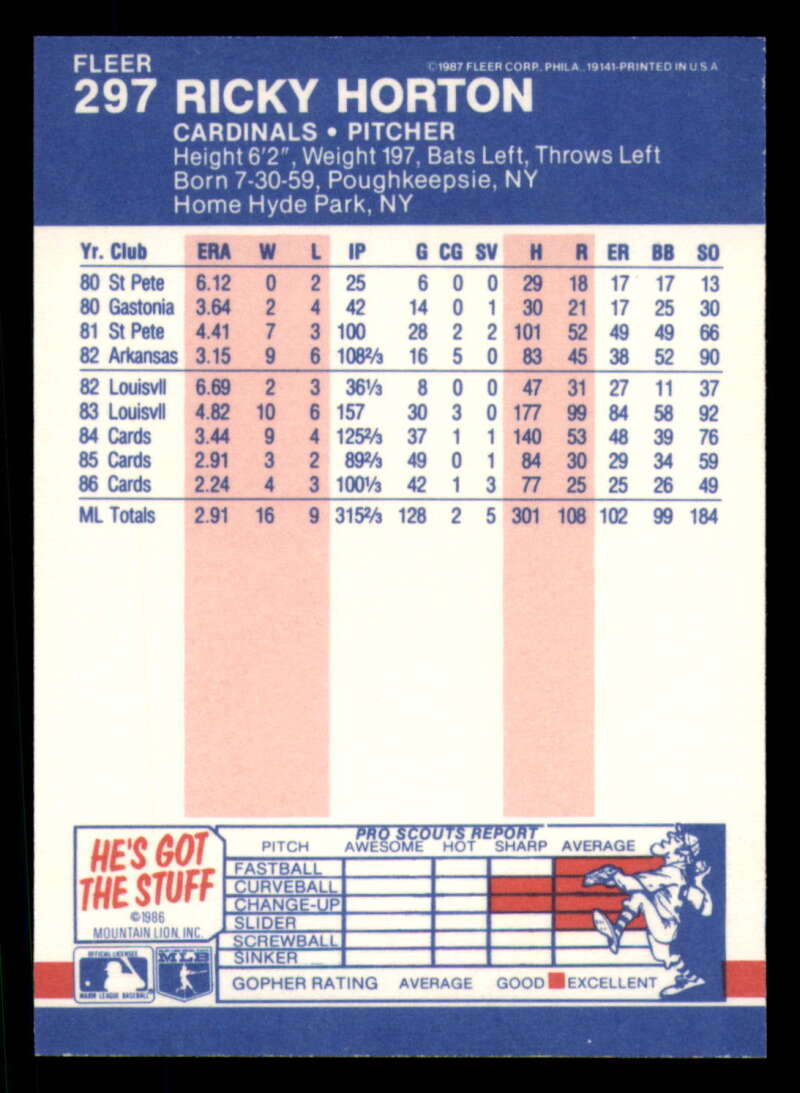 FLEER ©1987 FLEER CORP., PHILA., 19141-PRINTED IN U.S.A
297 RICKY HORTON
CARDINALS • PITCHER
Height 6'2", Weight 197, Bats Left, Throws Left
Born 7-30-59, Poughkeepsie, NY
Home Hyde Park, NY
Yr. Club ERA W L IP G CG SV H R ER BB SO
80 St Pete 6.12 0 2 25 6 0 0 29 18 17 17 13
80 Gastonia 3.64 2 4 42 14 0 1 30 21 17 25 30
81 St Pete 4.41 7 3 100 28 2 2 101 52 49 49 66
82 Arkansas 3.15 9 6 108⅔ 16 5 0 83 45 38 52 90
82 Louisvll 6.69 2 3 36⅓ 8 0 0 47 31 27 11 37
83 Louisvll 4.82 10 6 157 30 3 0 177 99 84 58 92
84 Cards 3.44 9 4 125⅔ 37 1 1 140 53 48 39 76
85 Cards 2.91 3 2 89⅔ 49 0 1 84 30 29 34 59
86 Cards 2.24 4 3 100⅓ 42 1 3 77 25 25 26 49
ML Totals 2.91 16 9 315⅔ 128 2 5 301 108 102 99 184
HE'S GOT
THE STUFF
©1986
MOUNTAIN LION, INC.
OFFICIAL LICENSEE
MAJOR LEAGUE BASEBALL
MLB
PRO SCOUTS REPORT
PITCH AWESOME HOT SHARP AVERAGE
FASTBALL
CURVEBALL
CHANGE-UP
SLIDER
SCREWBALL
SINKER
GOPHER RATING AVERAGE GOOD EXCELLENT